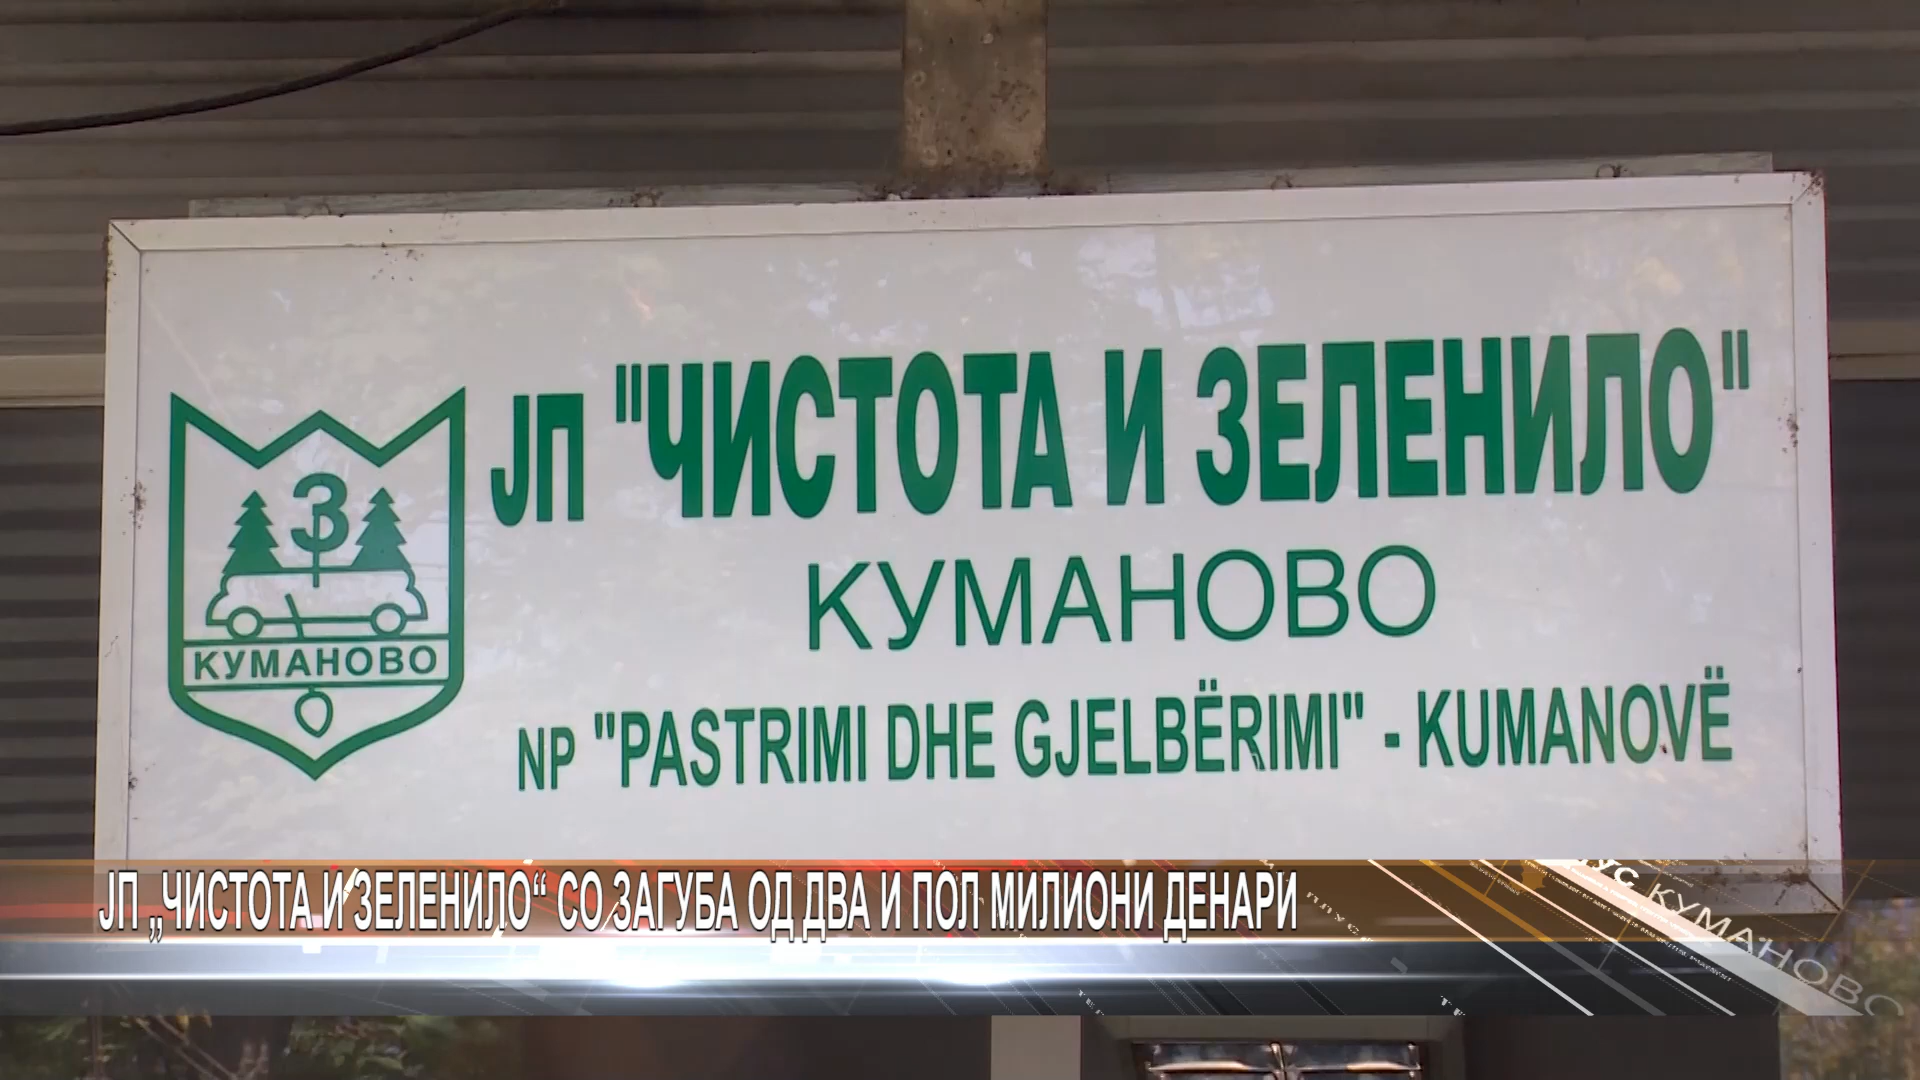 ЈП "ЧИСТОТА И ЗЕЛЕНИЛО"
КУМАНОВО
NP "PASTRIMI DHE GJELBËRIMI" - KUMANOVË
З
КУМАНОВО
ЈП „ЧИСТОТА И ЗЕЛЕНИЛО“ СО ЗАГУБА ОД ДВА И ПОЛ МИЛИОНИ ДЕНАРИ
КУМАНОВО